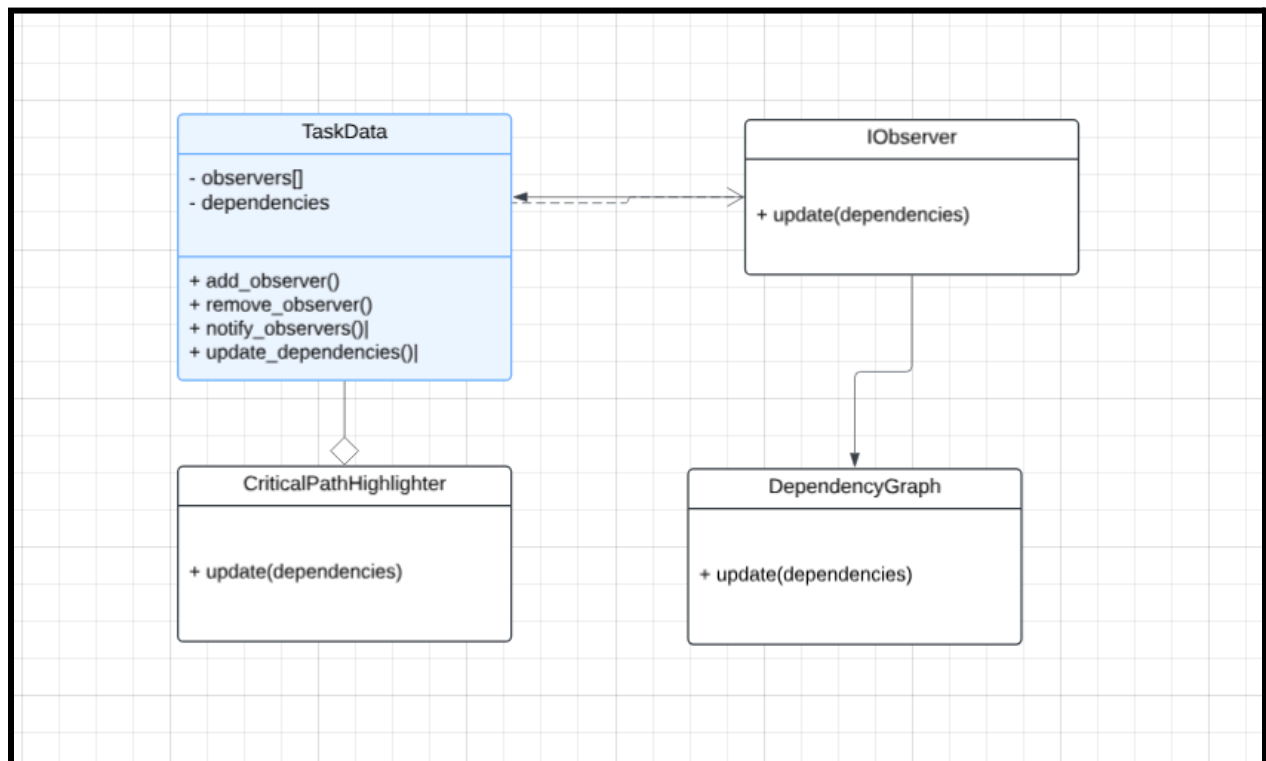 TaskData
- observers[]
- dependencies
+ add_observer()
+ remove_observer()
+ notify_observers()|
+ update_dependencies()|
IObserver
+ update(dependencies)
CriticalPathHighlighter
+ update(dependencies)
DependencyGraph
+ update(dependencies)